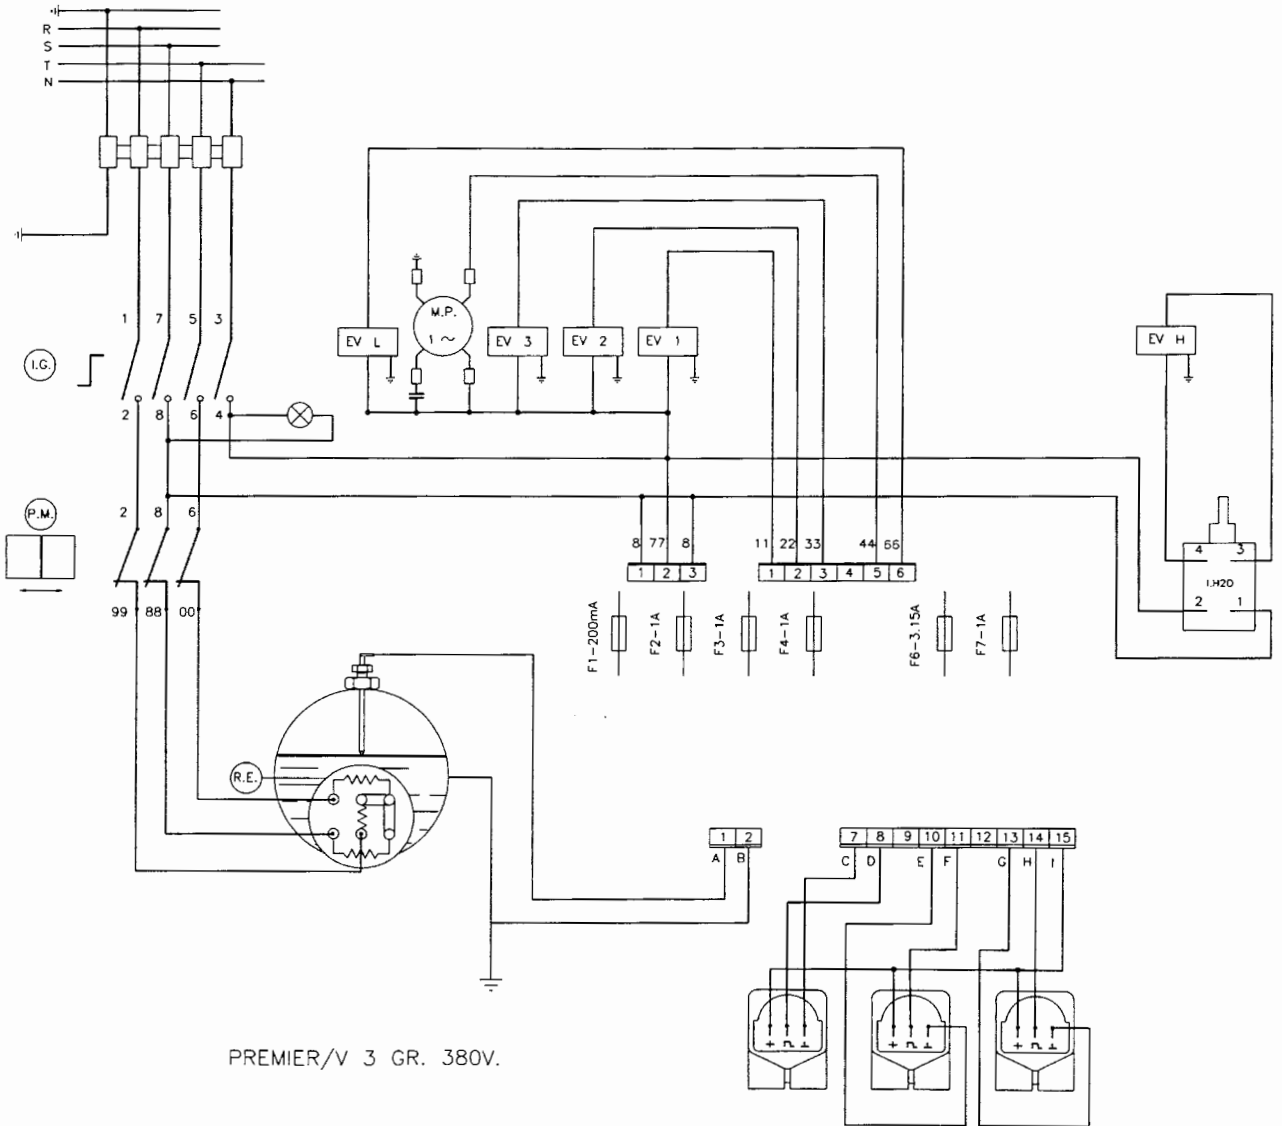 R
S
T
N
1 7 5 3
M.P.
1 ~
I.G.
EV L
EV 3
EV 2
EV 1
EV H
2 8 6 4
P.M.
2 8 6
8 77 8
11 22 33 44 66
1 2 3
1 2 3 4 5 6
4 3
I.H2O
2 1
99 88 00
F1-200mA
F2-1A
F3-1A
F4-1A
F6-3.15A
F7-1A
R.E.
1 2
7 8 9 10 11 12 13 14 15
A B
C D E F G H I
+
+
+
PREMIER/V 3 GR. 380V.